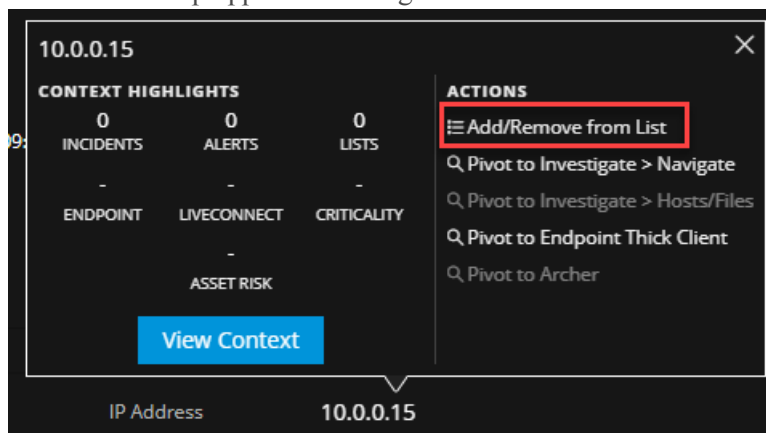 10.0.0.15
CONTEXT HIGHLIGHTS
0 0 0
INCIDENTS ALERTS LISTS
- - -
ENDPOINT LIVECONNECT CRITICALITY
-
ASSET RISK
View Context
ACTIONS
Add/Remove from List
Pivot to Investigate > Navigate
Pivot to Investigate > Hosts/Files
Pivot to Endpoint Thick Client
Pivot to Archer
IP Address 10.0.0.15